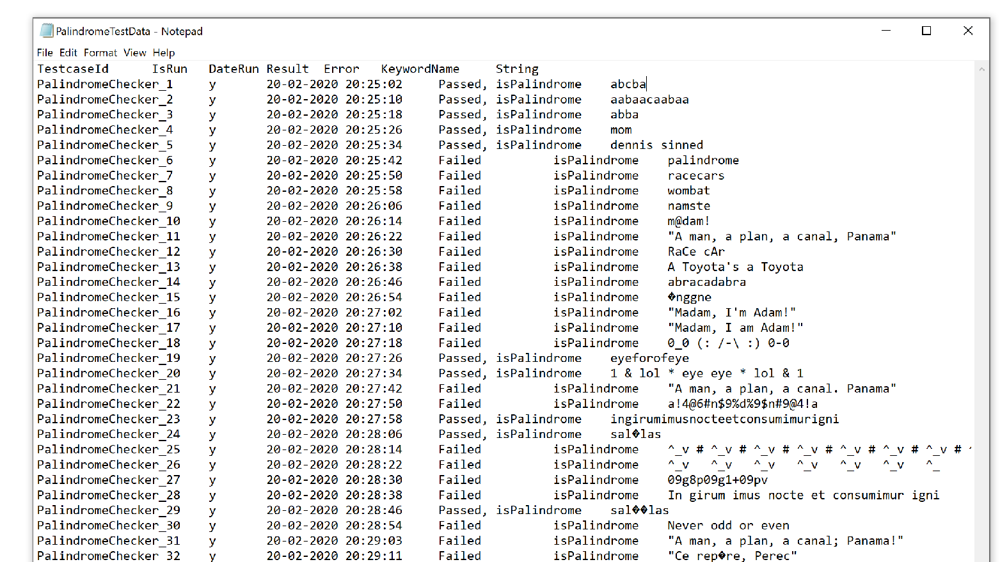 PalindromeTestData - Notepad
File Edit Format View Help
TestcaseId IsRun DateRun Result Error KeywordName String
PalindromeChecker_1 y 20-02-2020 20:25:02 Passed, isPalindrome abcba
PalindromeChecker_2 y 20-02-2020 20:25:10 Passed, isPalindrome aabaacaabaa
PalindromeChecker_3 y 20-02-2020 20:25:18 Passed, isPalindrome abba
PalindromeChecker_4 y 20-02-2020 20:25:26 Passed, isPalindrome mom
PalindromeChecker_5 y 20-02-2020 20:25:34 Passed, isPalindrome dennis sinned
PalindromeChecker_6 y 20-02-2020 20:25:42 Failed isPalindrome palindrome
PalindromeChecker_7 y 20-02-2020 20:25:50 Failed isPalindrome racecars
PalindromeChecker_8 y 20-02-2020 20:25:58 Failed isPalindrome wombat
PalindromeChecker_9 y 20-02-2020 20:26:06 Failed isPalindrome namste
PalindromeChecker_10 y 20-02-2020 20:26:14 Failed isPalindrome m@dam!
PalindromeChecker_11 y 20-02-2020 20:26:22 Failed isPalindrome "A man, a plan, a canal, Panama"
PalindromeChecker_12 y 20-02-2020 20:26:30 Failed isPalindrome RaCe cAr
PalindromeChecker_13 y 20-02-2020 20:26:38 Failed isPalindrome A Toyota's a Toyota
PalindromeChecker_14 y 20-02-2020 20:26:46 Failed isPalindrome abracadabra
PalindromeChecker_15 y 20-02-2020 20:26:54 Failed isPalindrome �nggne
PalindromeChecker_16 y 20-02-2020 20:27:02 Failed isPalindrome "Madam, I'm Adam!"
PalindromeChecker_17 y 20-02-2020 20:27:10 Failed isPalindrome "Madam, I am Adam!"
PalindromeChecker_18 y 20-02-2020 20:27:18 Failed isPalindrome 0_0 (: /-\ :) 0-0
PalindromeChecker_19 y 20-02-2020 20:27:26 Passed, isPalindrome eyeforofeye
PalindromeChecker_20 y 20-02-2020 20:27:34 Passed, isPalindrome 1 & lol * eye eye * lol & 1
PalindromeChecker_21 y 20-02-2020 20:27:42 Failed isPalindrome "A man, a plan, a canal. Panama"
PalindromeChecker_22 y 20-02-2020 20:27:50 Failed isPalindrome a!4@6#n$9%d%9$n#9@4!a
PalindromeChecker_23 y 20-02-2020 20:27:58 Passed, isPalindrome ingirumimusnocteetconsumimurigni
PalindromeChecker_24 y 20-02-2020 20:28:06 Passed, isPalindrome sal�las
PalindromeChecker_25 y 20-02-2020 20:28:14 Failed isPalindrome ^_v # ^_v # ^_v # ^_v # ^_v # ^_v # ^_v #
PalindromeChecker_26 y 20-02-2020 20:28:22 Failed isPalindrome ^_v ^_v ^_v ^_v ^_v ^_v ^_
PalindromeChecker_27 y 20-02-2020 20:28:30 Failed isPalindrome 09g8p09g1+09pv
PalindromeChecker_28 y 20-02-2020 20:28:38 Failed isPalindrome In girum imus nocte et consumimur igni
PalindromeChecker_29 y 20-02-2020 20:28:46 Passed, isPalindrome sal��las
PalindromeChecker_30 y 20-02-2020 20:28:54 Failed isPalindrome Never odd or even
PalindromeChecker_31 y 20-02-2020 20:29:03 Failed isPalindrome "A man, a plan, a canal; Panama!"
PalindromeChecker_32 y 20-02-2020 20:29:11 Failed isPalindrome "Ce rep�re, Perec"